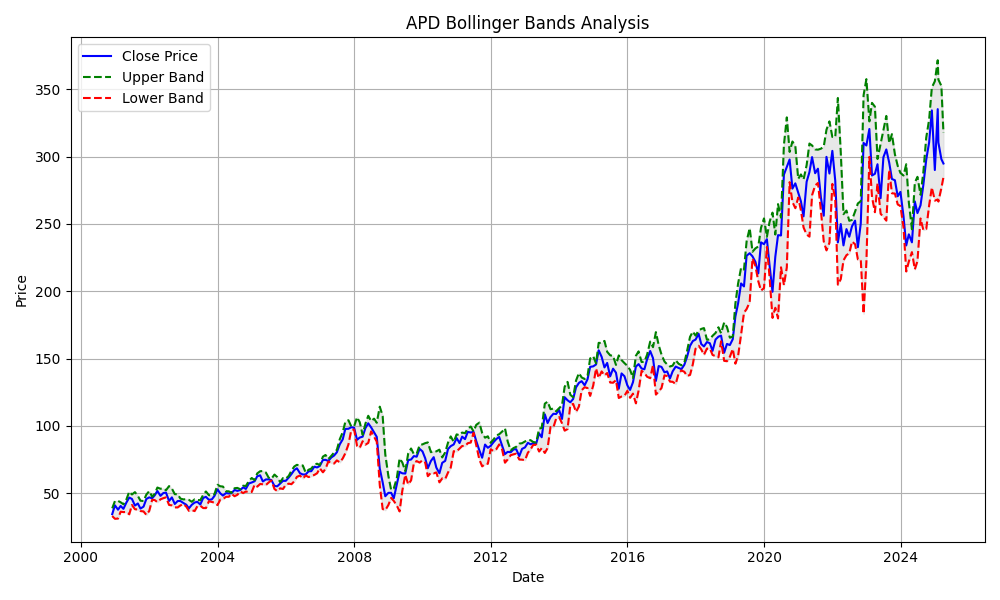 APD Bollinger Bands Analysis
Close Price
Upper Band
Lower Band
Price
350
300
250
200
150
100
50
2000
2004
2008
2012
2016
2020
2024
Date